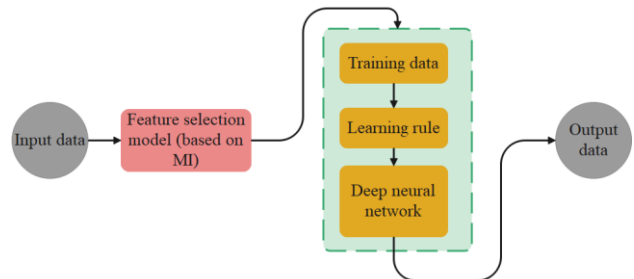 Input data
Feature selection
model (based on
MI)
Training data
Learning rule
Deep neural
network
Output
data